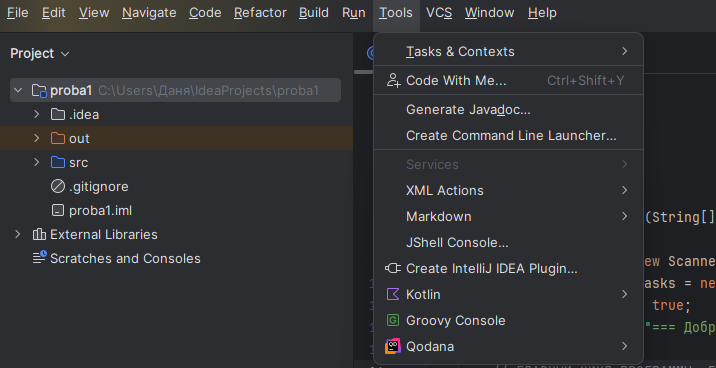 File Edit View Navigate Code Refactor Build Run Tools VCS Window Help
Project
proba1 C:\Users\Даня\IdeaProjects\proba1
.idea
out
src
.gitignore
proba1.iml
External Libraries
Scratches and Consoles
Tasks & Contexts
Code With Me... Ctrl+Shift+Y
Generate Javadoc...
Create Command Line Launcher...
Services
XML Actions
Markdown
JShell Console...
Create IntelliJ IDEA Plugin...
Kotlin
Groovy Console
Qodana
(String[]
ew Scanne
asks = ne
true;
"=== Добр